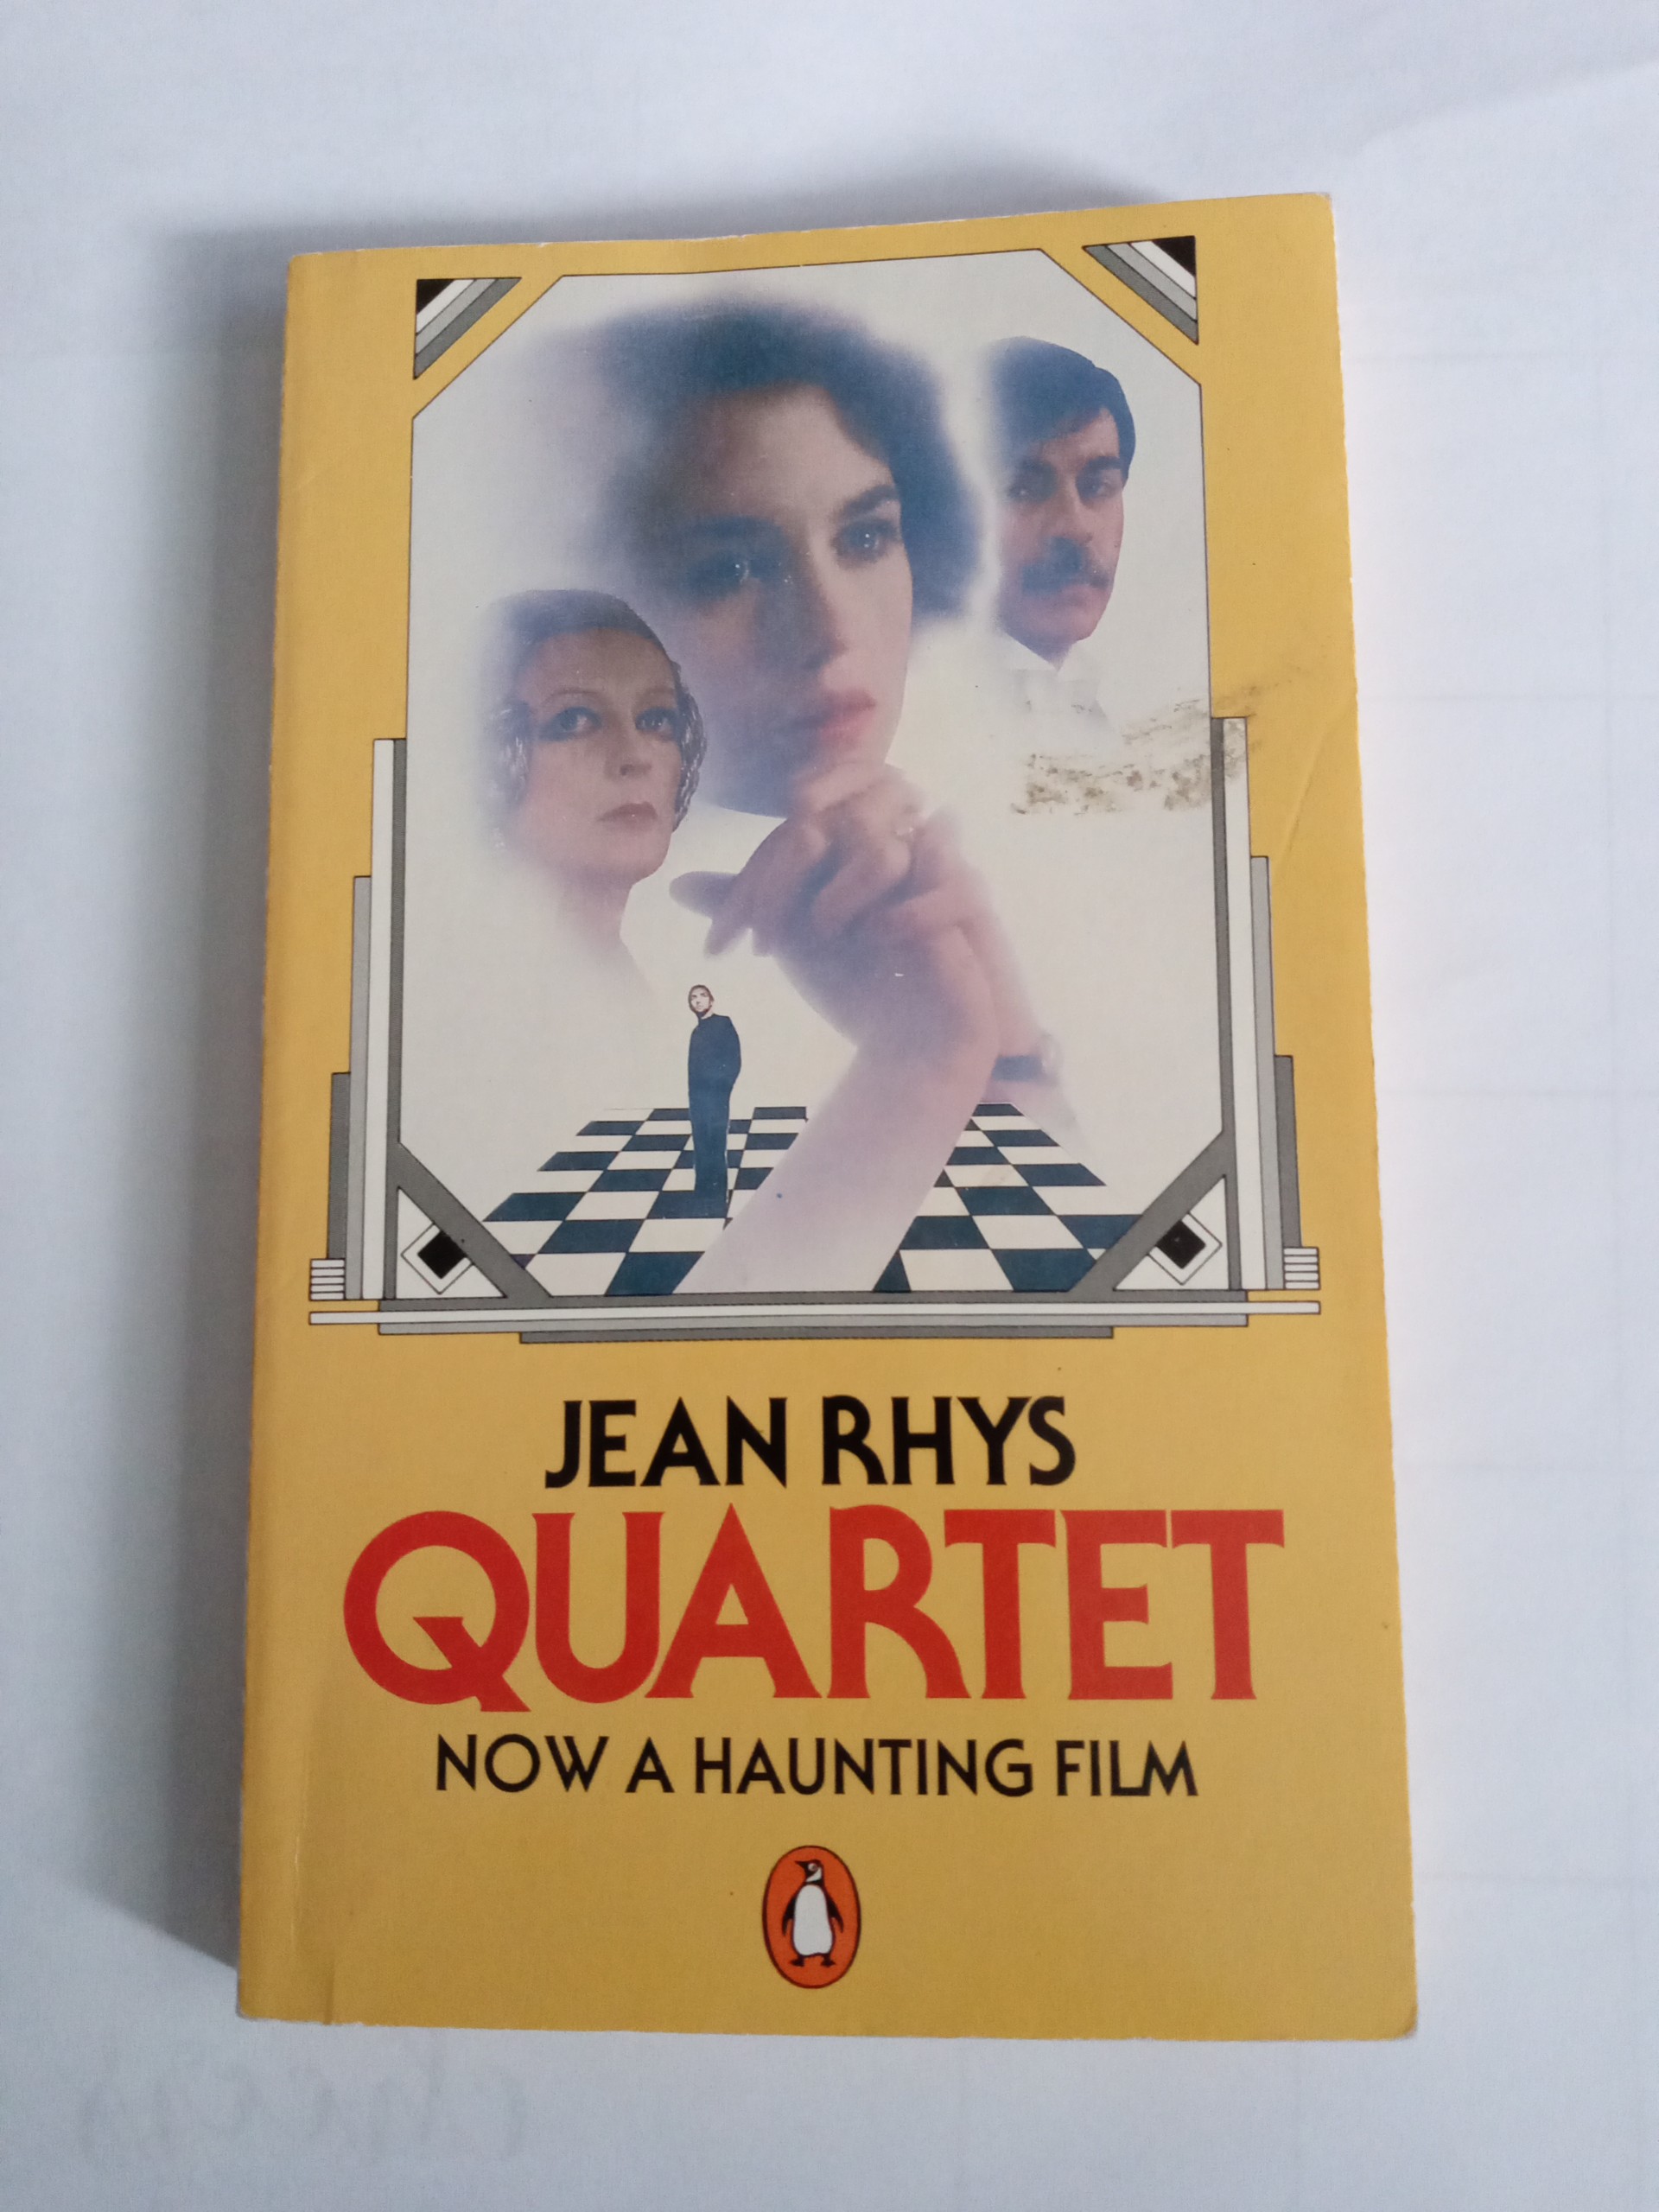 JEAN RHYS
QUARTET
NOW A HAUNTING FILM